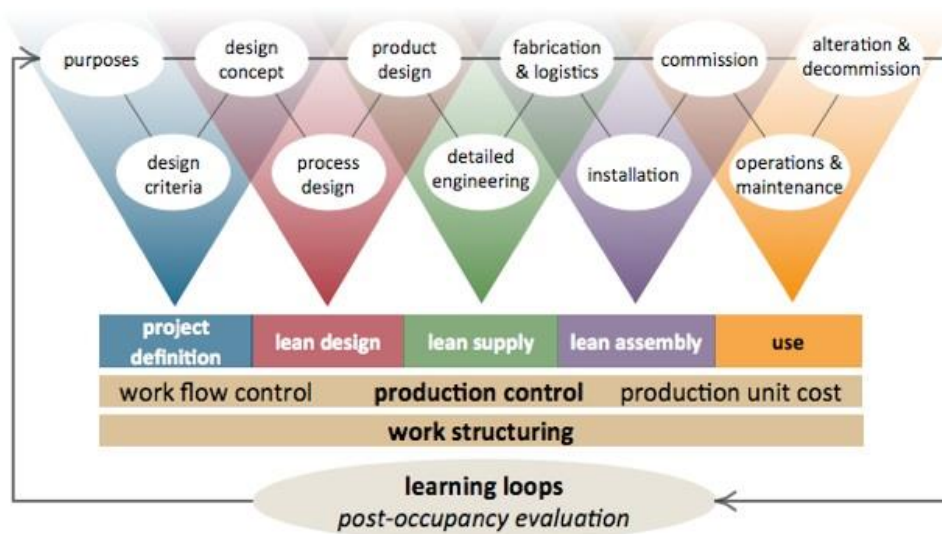 purposes
design
concept
product
design
fabrication
& logistics
commission
alteration &
decommission
design
criteria
process
design
detailed
engineering
installation
operations &
maintenance
project
definition
lean design
lean supply
lean assembly
use
work flow control
production control
production unit cost
work structuring
learning loops
post-occupancy evaluation